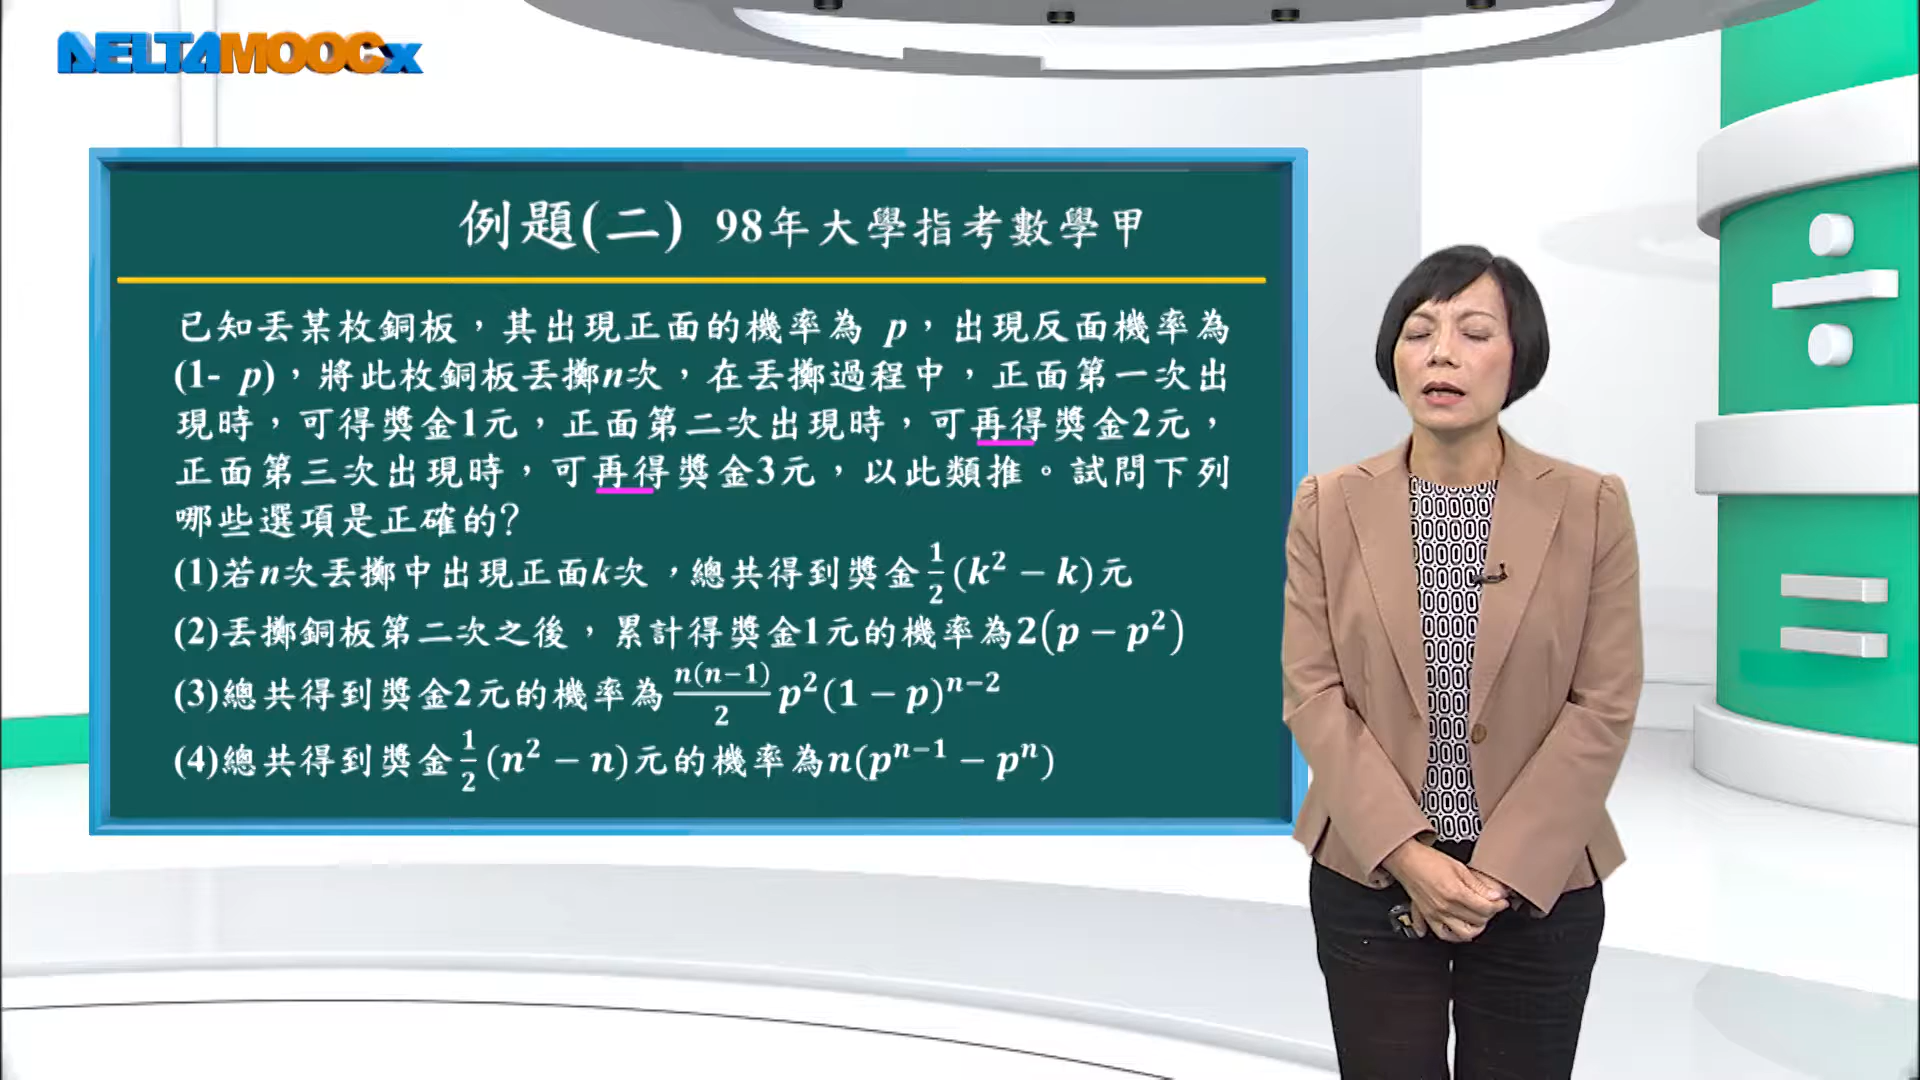 DELTAMOOCx
例題(二) 98年大學指考數學甲
已知丟某枚銅板，其出現正面的機率為 p，出現反面機率為
(1- p)，將此枚銅板丟擲n次，在丟擲過程中，正面第一次出
現時，可得獎金1元，正面第二次出現時，可再得獎金2元，
正面第三次出現時，可再得獎金3元，以此類推。試問下列
哪些選項是正確的?
(1)若n次丟擲中出現正面k次，總共得到獎金\frac{1}{2}(k^2 − k)元
(2)丟擲銅板第二次之後，累計得獎金1元的機率為2(p − p^2)
(3)總共得到獎金2元的機率為\frac{n(n−1)}{2}p^2(1 − p)^{n−2}
(4)總共得到獎金\frac{1}{2}(n^2 − n)元的機率為n(p^{n−1} − p^n)